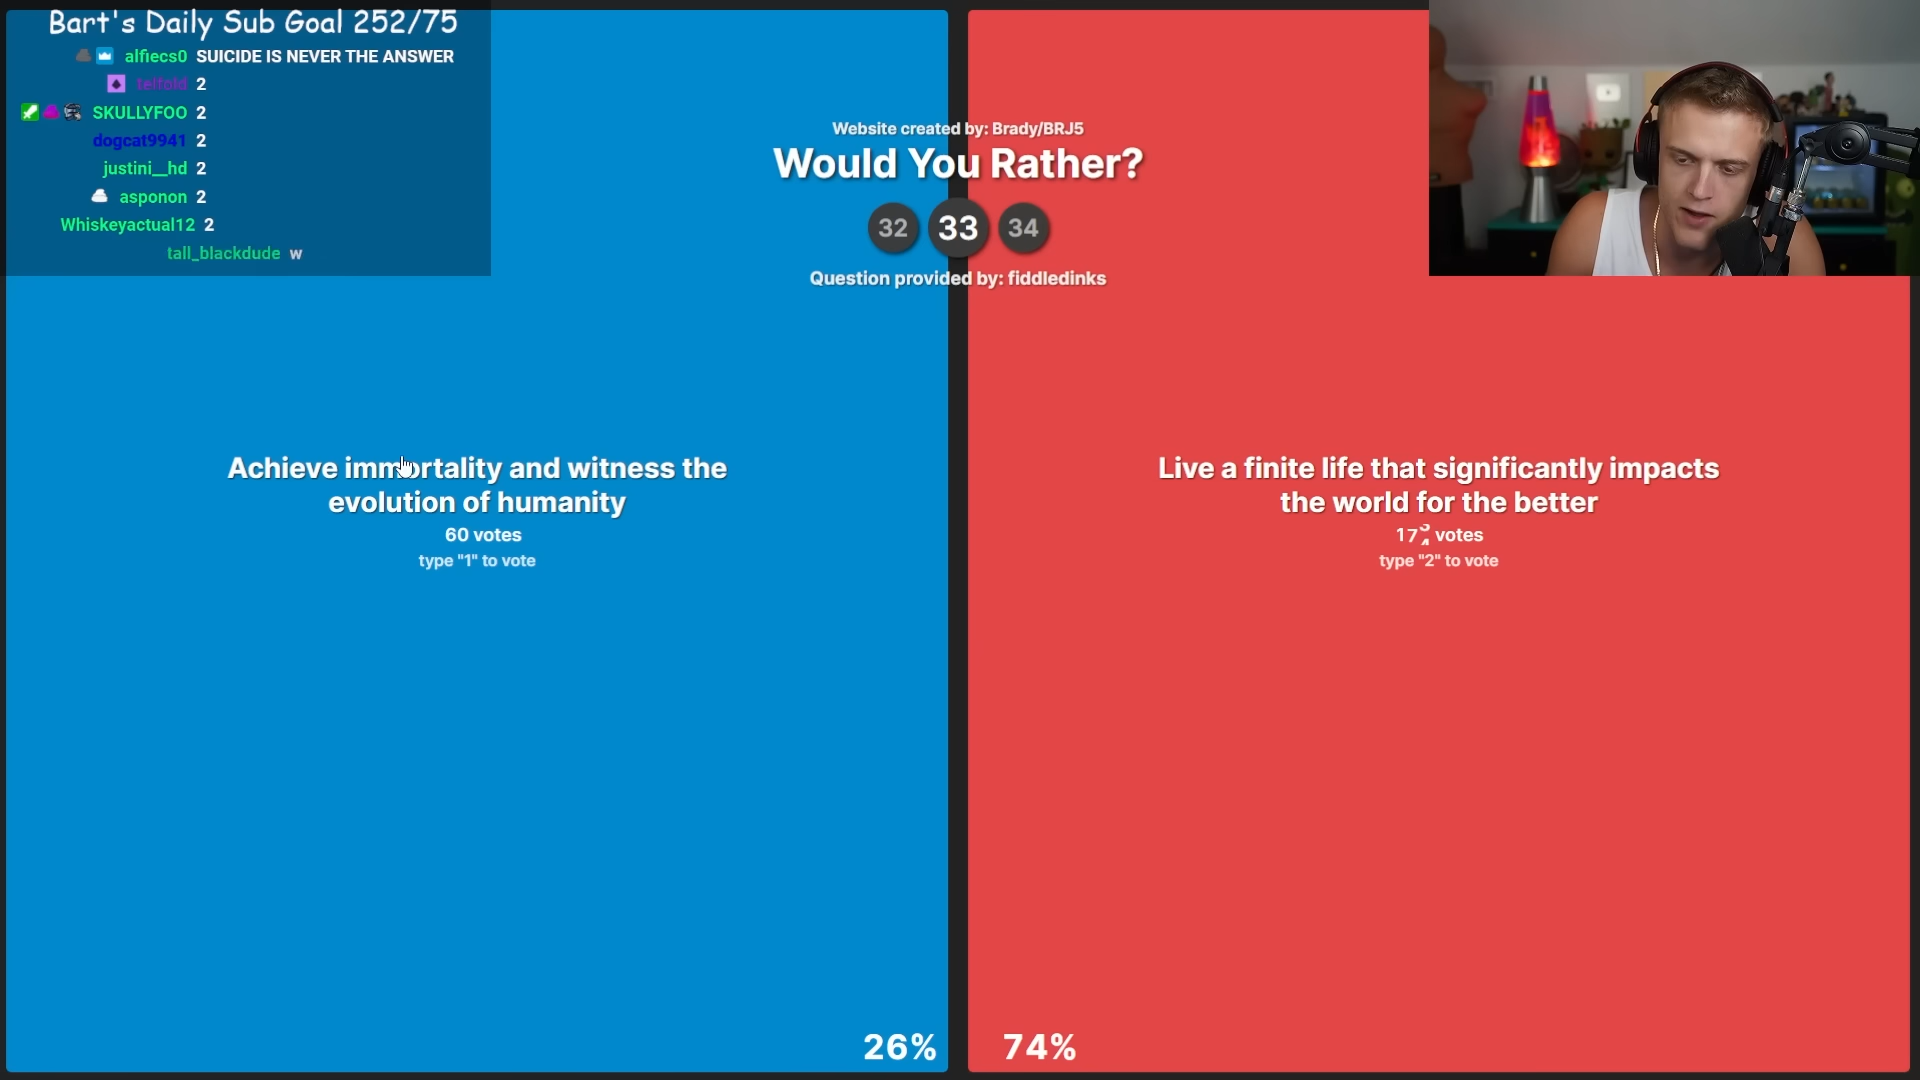 Bart's Daily Sub Goal 252/75
alfiecs0 SUICIDE IS NEVER THE ANSWER
teifold 2
SKULLYFOO 2
dogcat9941 2
justini__hd 2
asponon 2
Whiskeyactual12 2
tall_blackdude w
Website created by: Brady/BRJ5
Would You Rather?
32 33 34
Question provided by: fiddledinks
Achieve immortality and witness the
evolution of humanity
60 votes
type "1" to vote
Live a finite life that significantly impacts
the world for the better
votes
type "2" to vote
26%
74%